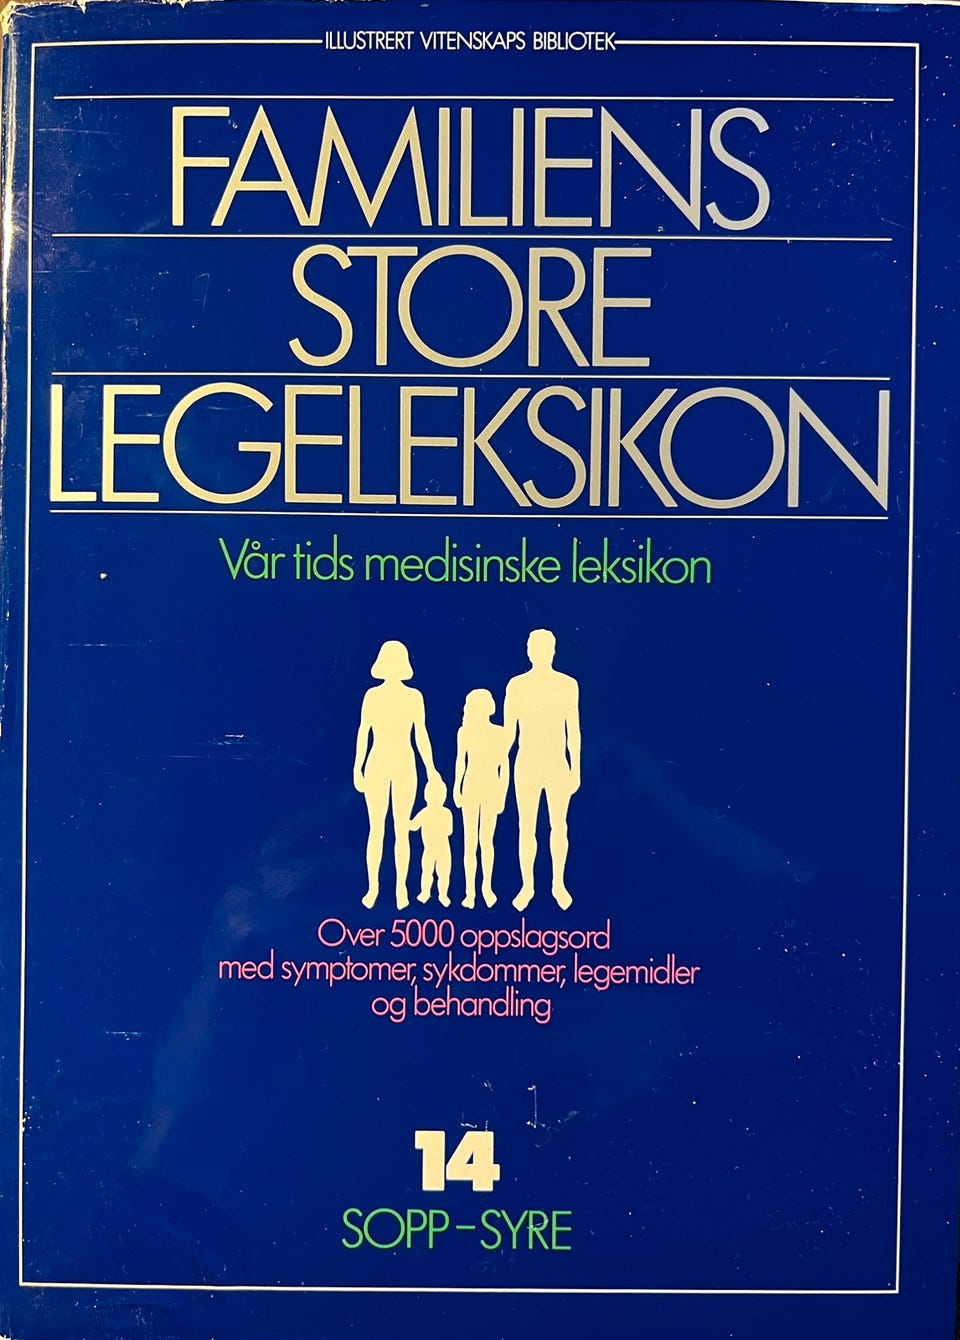 ILLUSTRERT VITENSKAPS BIBLIOTEK
FAMILIENS
STORE
LEGELEKSIKON
Vår tids medisinske leksikon
Over 5000 oppslagsord
med symptomer, sykdommer, legemidler
og behandling
14
SOPP–SYRE